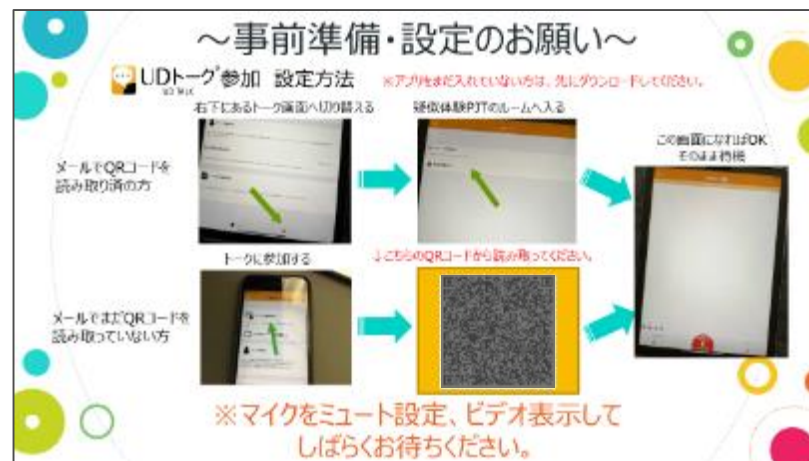 ～事前準備・設定のお願い～
UDトーク参加 設定方法
※アプリをまだ入れていない方は、先にダウンロードしてください。
右下にあるトーク画面へ切り替える
疑似体験PJTのルームへ入る
この画面になればOK
そのまま待機
メールでQRコードを
読み取り済の方
トークに参加する
↓こちらのQRコードから読み取ってください。
メールでまだQRコードを
読み取っていない方
※マイクをミュート設定、ビデオ表示して
しばらくお待ちください。